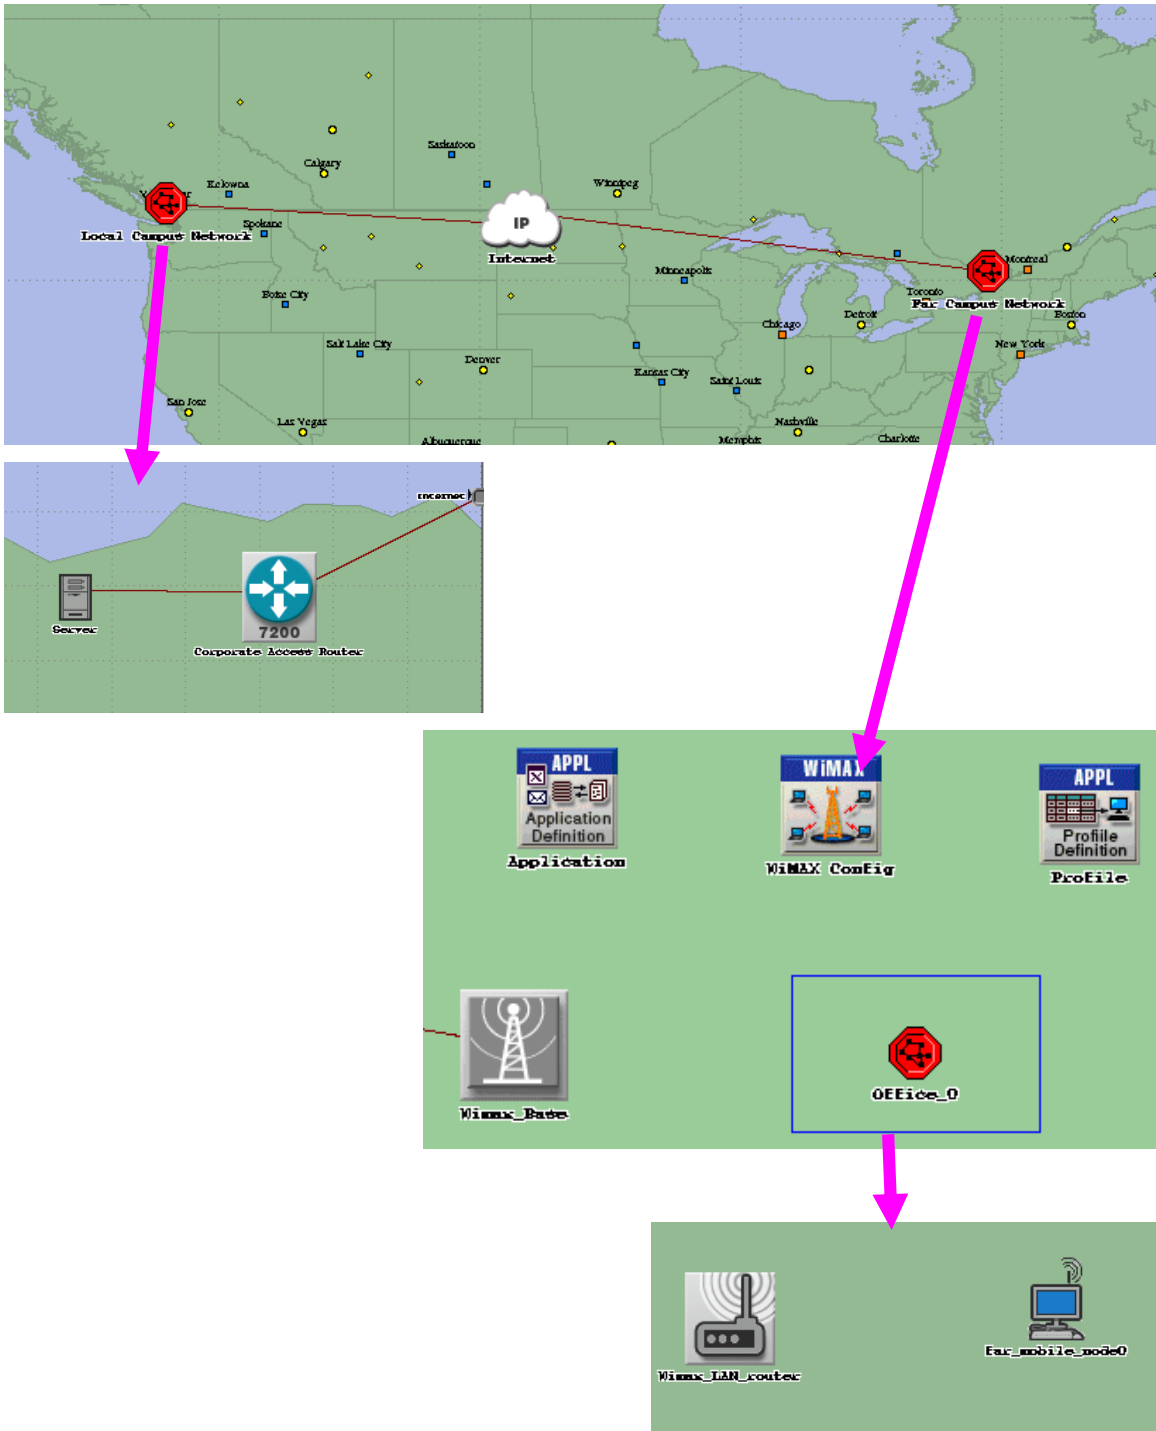 Saskatoon
Calgary
Kelowna
Winnipeg
IP
Spokane
Local Campus Network
Internet
Montreal
Minneapolis
Toronto
Far Campus Network
Boise City
Chicago
Detroit
Boston
Salt Lake City
New York
Denver
Kansas City
Saint Louis
San Jose
Las Vegas
Nashville
Albuquerque
Memphis
Charlotte
Internet
Server
7200
Corporate Access Router
APPL
Application
Definition
Application
WiMAX
WiMAX Config
APPL
Profile
Definition
Profile
Wimax_Base
Office_0
Wimax_LAN_router
Far_mobile_node0